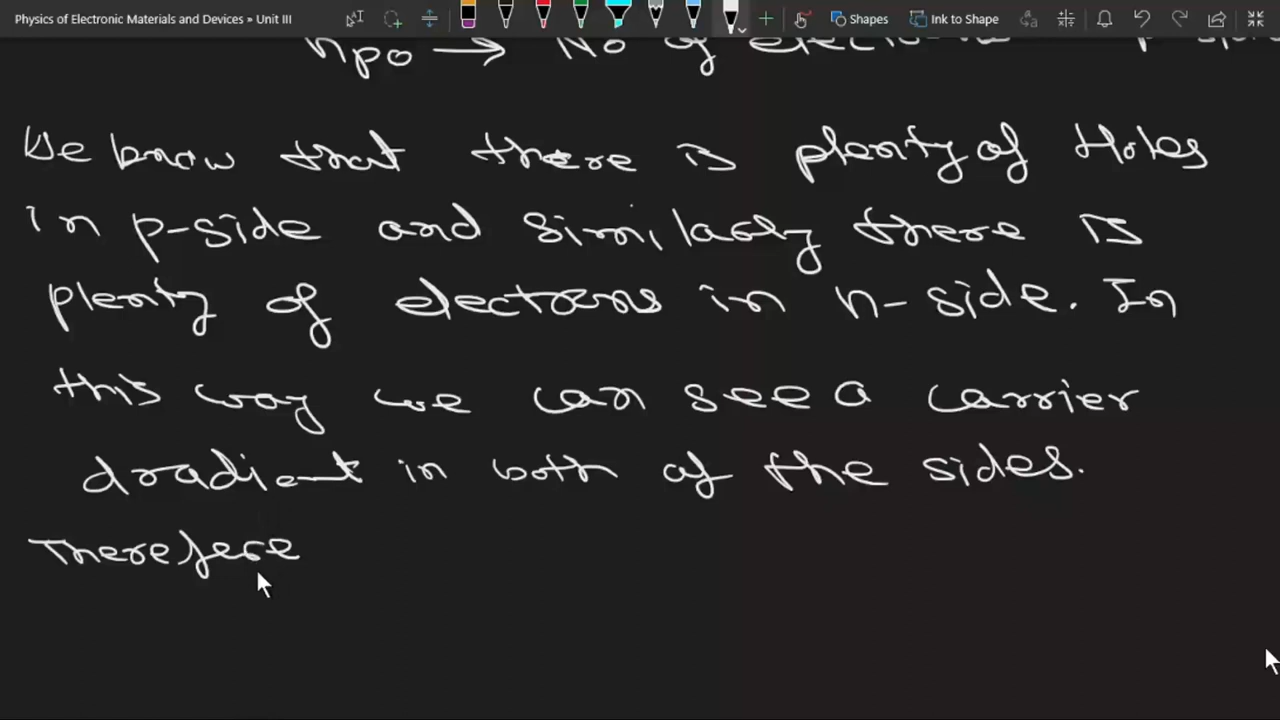 Physics of Electronic Materials and Devices » Unit III
Shapes
Ink to Shape
npo → No of
We know that there is plenty of Holes
in p-side and similarly there is
plenty of electrons in n-side. In
this way we can see a carrier
dradient in both of the sides.
Therefore